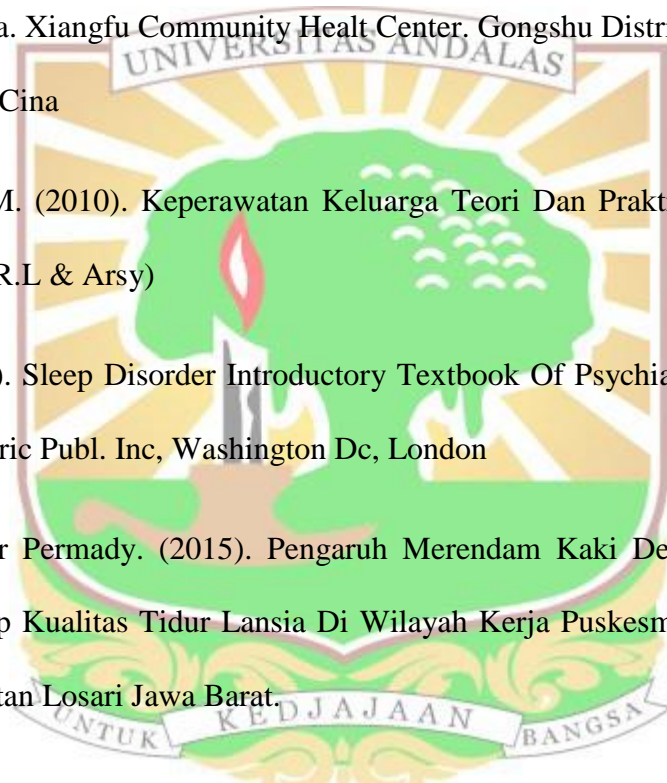 a. Xiangfu Community Healt Center. Gongshu Distri
UNIVERSITAS ANDALAS
Cina
M. (2010). Keperawatan Keluarga Teori Dan Prakt
R.L & Arsy)
). Sleep Disorder Introductory Textbook Of Psychia
ric Publ. Inc, Washington Dc, London
r Permady. (2015). Pengaruh Merendam Kaki De
p Kualitas Tidur Lansia Di Wilayah Kerja Puskesm
tan Losari Jawa Barat.
UNTUK KEDJAJAAN BANGSA